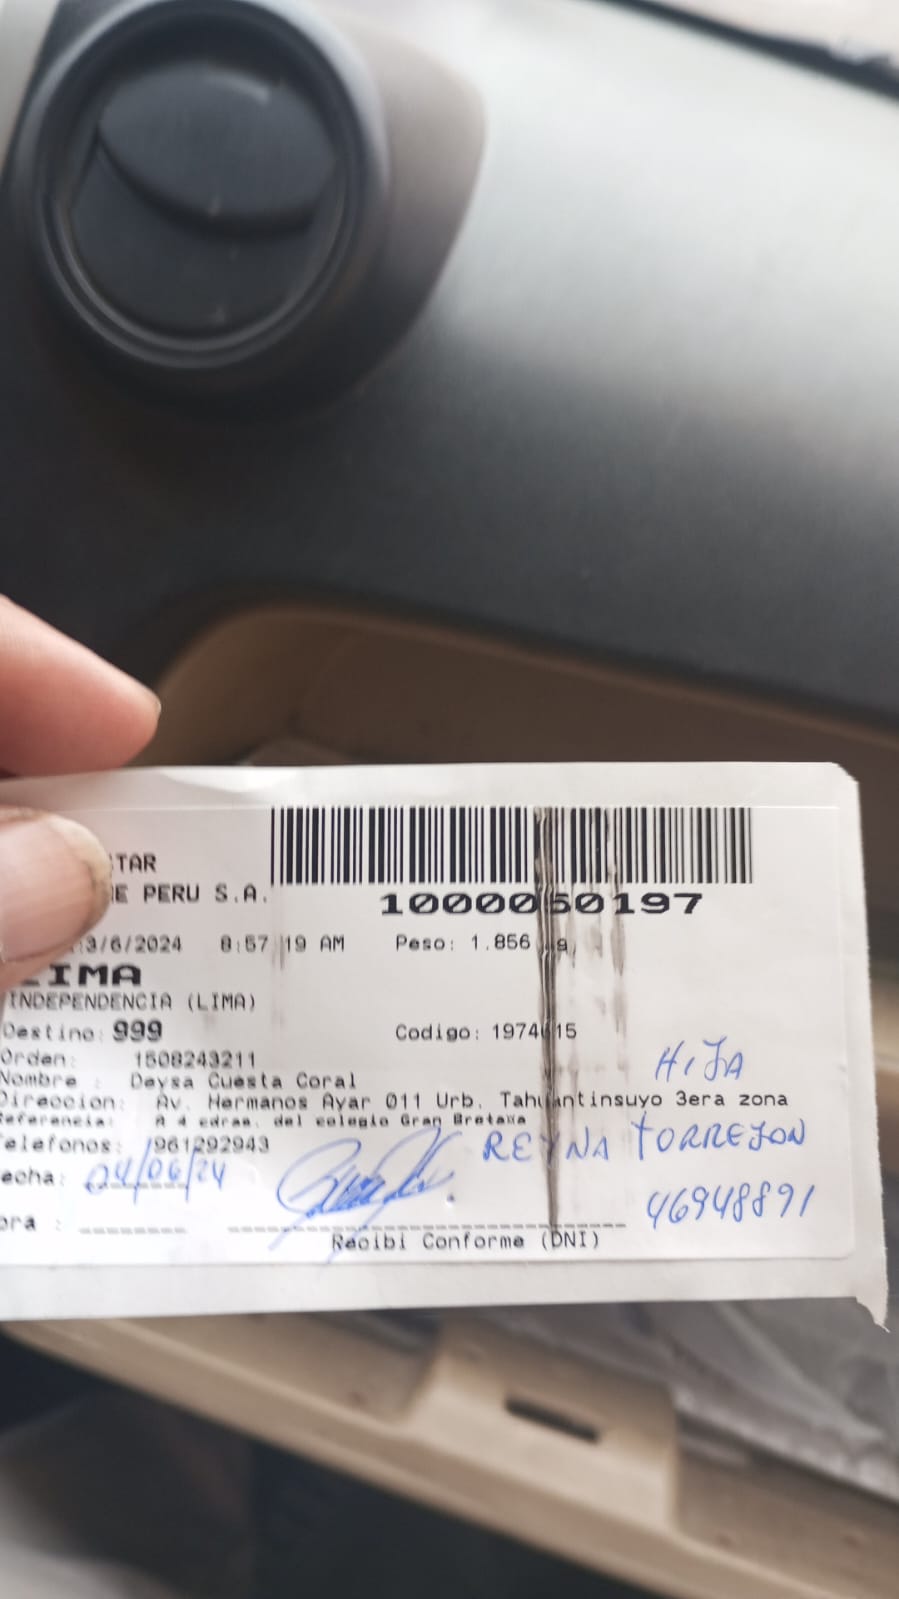 TAR
E PERU S.A.
1000050197
3/6/2024 8:57:19 AM Peso: 1.856
LIMA
INDEPENDENCIA (LIMA)
Destino: 999 Codigo: 1974
Orden: 1508243211
HIJA
Nombre : Deysa Cuesta Coral
Direccion: Av. Hermanos Ayar 011 Urb. Tahuantinsuyo 3era zona
Referencia: A 4 cdras. del colegio Gran Bretaxa
Telefonos: 961292943
REYNA TORREJON
echa: 04/06/24
46948891
ora :
Recibi Conforme (DNI)